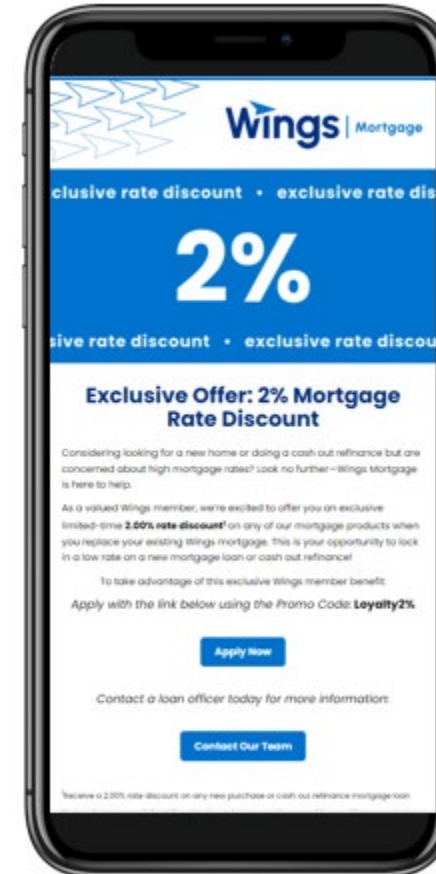 Wings | Mortgage
clusive rate discount • exclusive rate dis
2%
sive rate discount • exclusive rate discou
Exclusive Offer: 2% Mortgage
Rate Discount
Considering looking for a new home or doing a cash out refinance but are
concerned about high mortgage rates? Look no further—Wings Mortgage
is here to help.
As a valued Wings member, we're excited to offer you an exclusive
limited-time 2.00% rate discount¹ on any of our mortgage products when
you replace your existing Wings mortgage. This is your opportunity to lock
in a low rate on a new mortgage loan or cash out refinance!
To take advantage of this exclusive Wings member benefit:
Apply with the link below using the Promo Code: Loyalty2%
Apply Now
Contact a loan officer today for more information:
Contact Our Team
¹Receive a 2.00% rate discount on any new purchase or cash out refinance mortgage loan